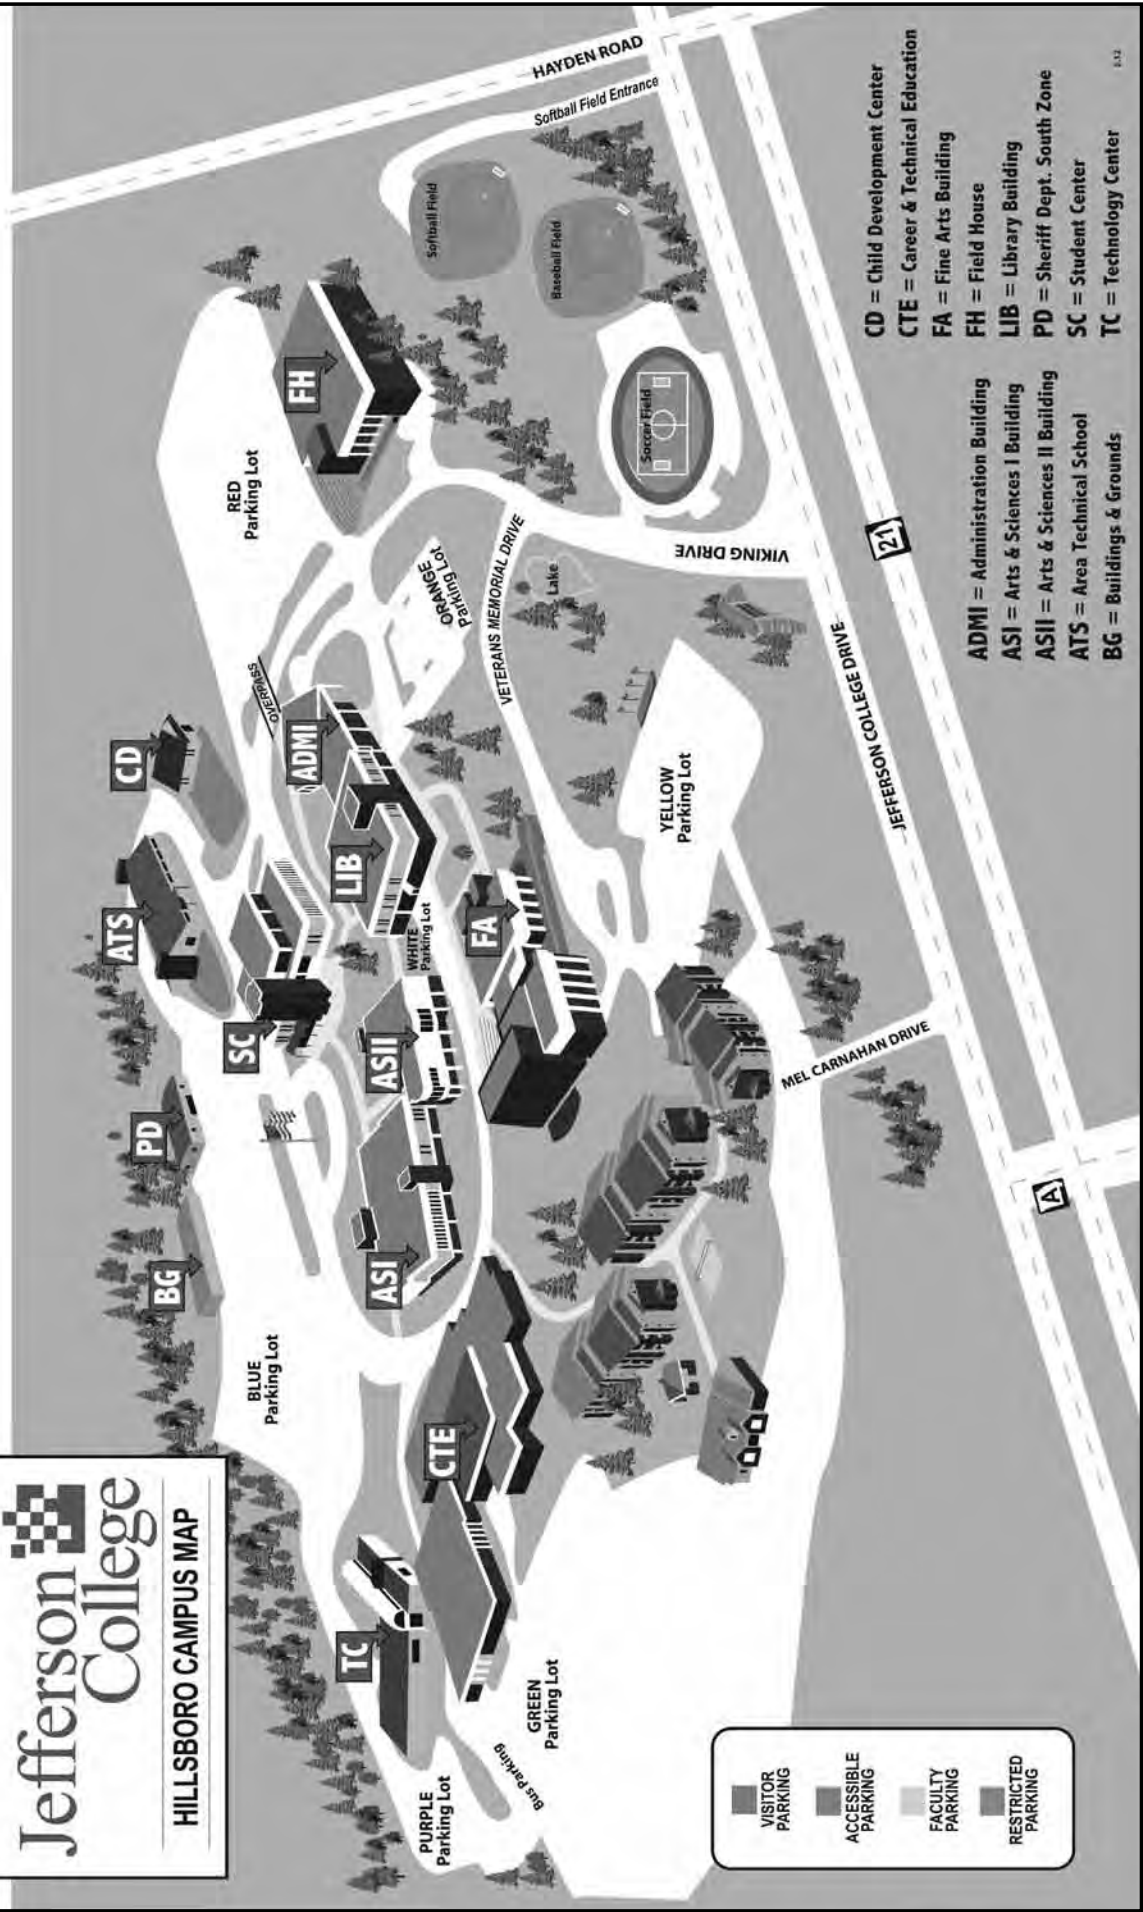 Jefferson
College
HILLSBORO CAMPUS MAP
PURPLE
Parking Lot
Bus Parking
GREEN
Parking Lot
TC
CTE
BLUE
Parking Lot
BG
PD
ASI
ASII
SC
ATS
CD
WHITE
Parking Lot
LIB
ADMI
FA
OVERPASS
RED
Parking Lot
FH
ORANGE
Parking Lot
VETERANS MEMORIAL DRIVE
Lake
YELLOW
Parking Lot
VIKING DRIVE
Soccer Field
Baseball Field
Softball Field
Softball Field Entrance
HAYDEN ROAD
MEL CARNAHAN DRIVE
JEFFERSON COLLEGE DRIVE
21
A
VISITOR
PARKING
ACCESSIBLE
PARKING
FACULTY
PARKING
RESTRICTED
PARKING
ADMI = Administration Building
ASI = Arts & Sciences I Building
ASII = Arts & Sciences II Building
ATS = Area Technical School
BG = Buildings & Grounds
CD = Child Development Center
CTE = Career & Technical Education
FA = Fine Arts Building
FH = Field House
LIB = Library Building
PD = Sheriff Dept. South Zone
SC = Student Center
TC = Technology Center